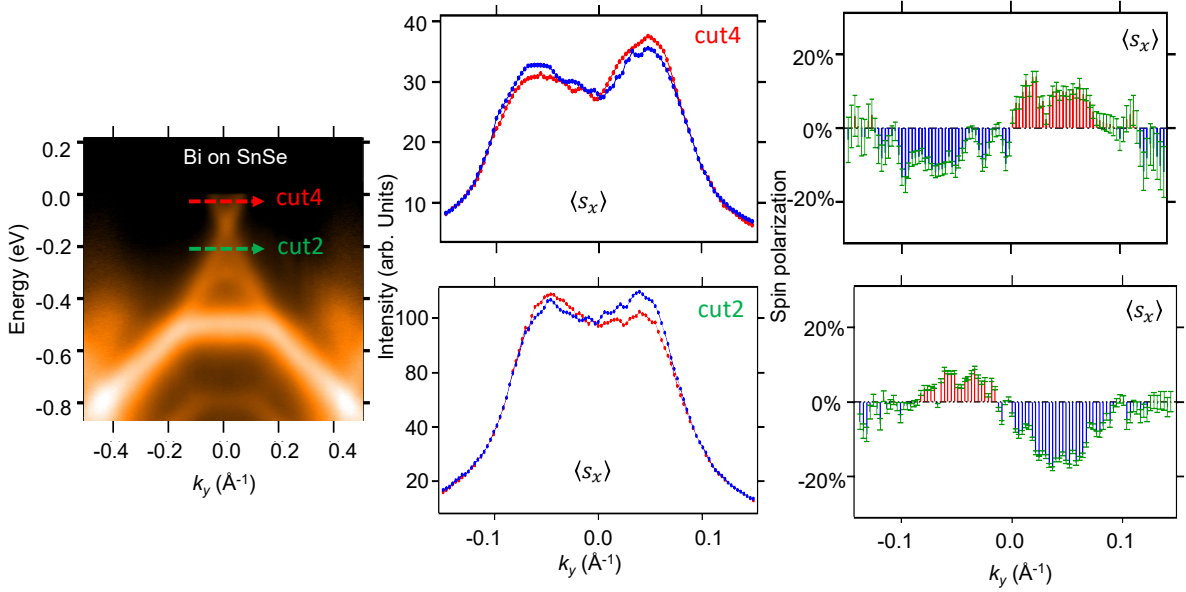 Bi on SnSe
cut4
cut2
0.2
0.0
-0.2
-0.4
-0.6
-0.8
Energy (eV)
-0.4
-0.2
0.0
0.2
0.4
k_y (Å⁻¹)
40
30
20
10
cut4
⟨s_x⟩
Intensity (arb. Units)
100
80
60
40
20
cut2
⟨s_x⟩
-0.1
0.0
0.1
k_y (Å⁻¹)
20%
0%
-20%
⟨s_x⟩
Spin polarization
20%
0%
-20%
⟨s_x⟩
-0.1
0.0
0.1
k_y (Å⁻¹)